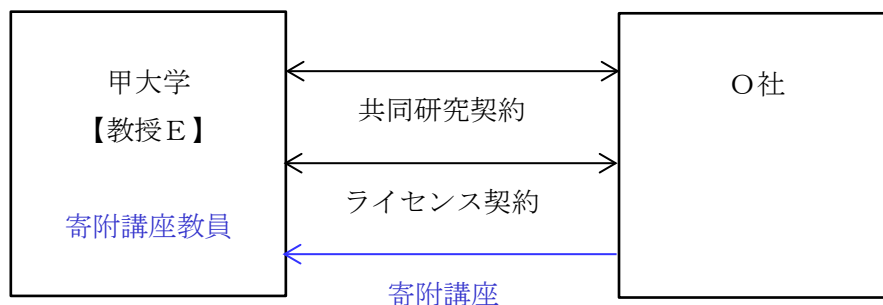 甲大学
【教授E】
寄附講座教員
共同研究契約
ライセンス契約
寄附講座
O社